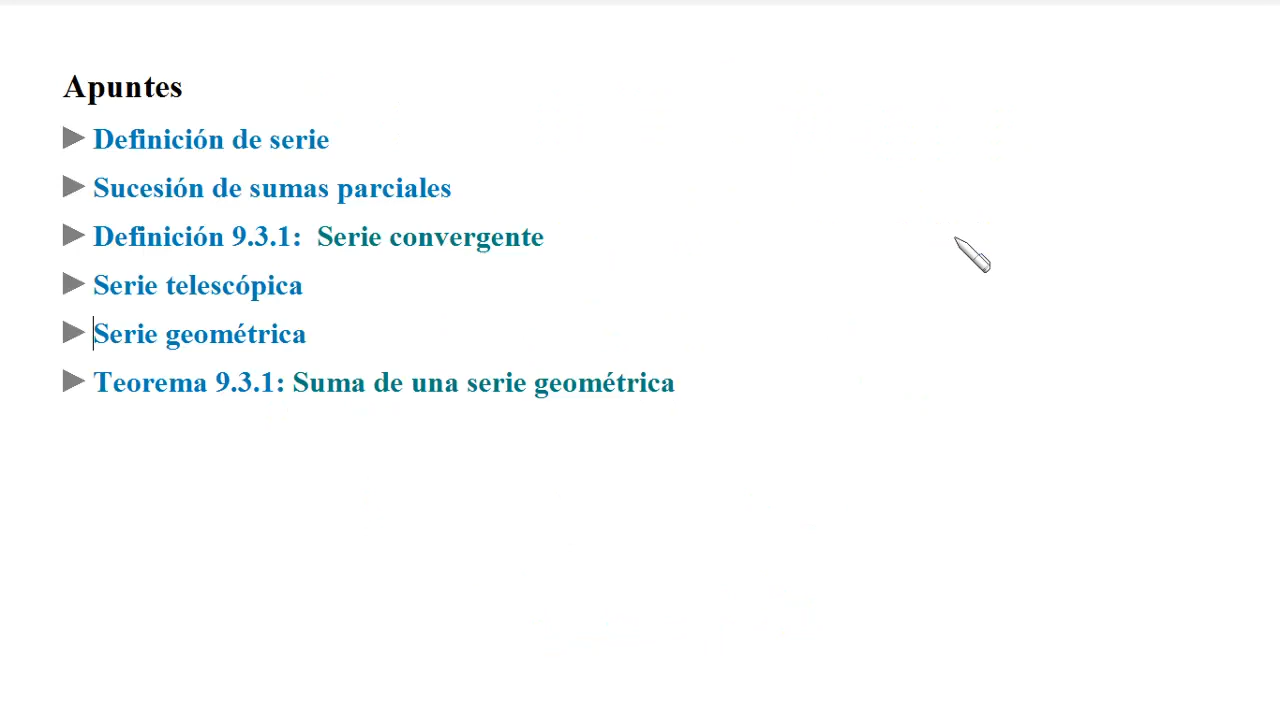 Apuntes
Definición de serie
Sucesión de sumas parciales
Definición 9.3.1: Serie convergente
Serie telescópica
Serie geométrica
Teorema 9.3.1: Suma de una serie geométrica